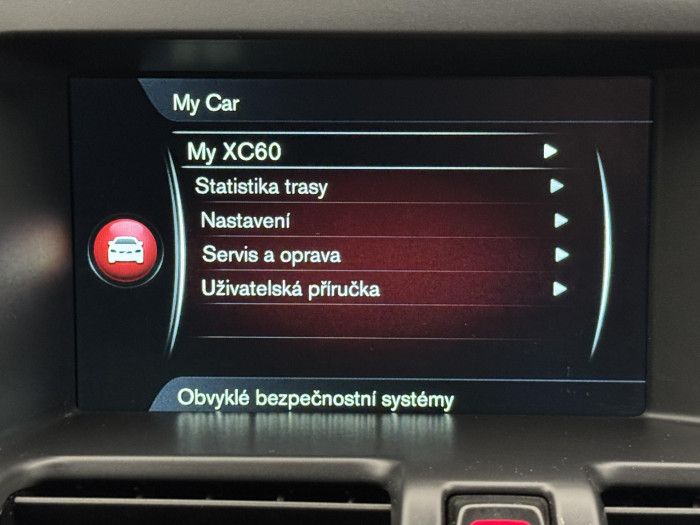 My Car
My XC60
Statistika trasy
Nastavení
Servis a oprava
Uživatelská příručka
Obvyklé bezpečnostní systémy